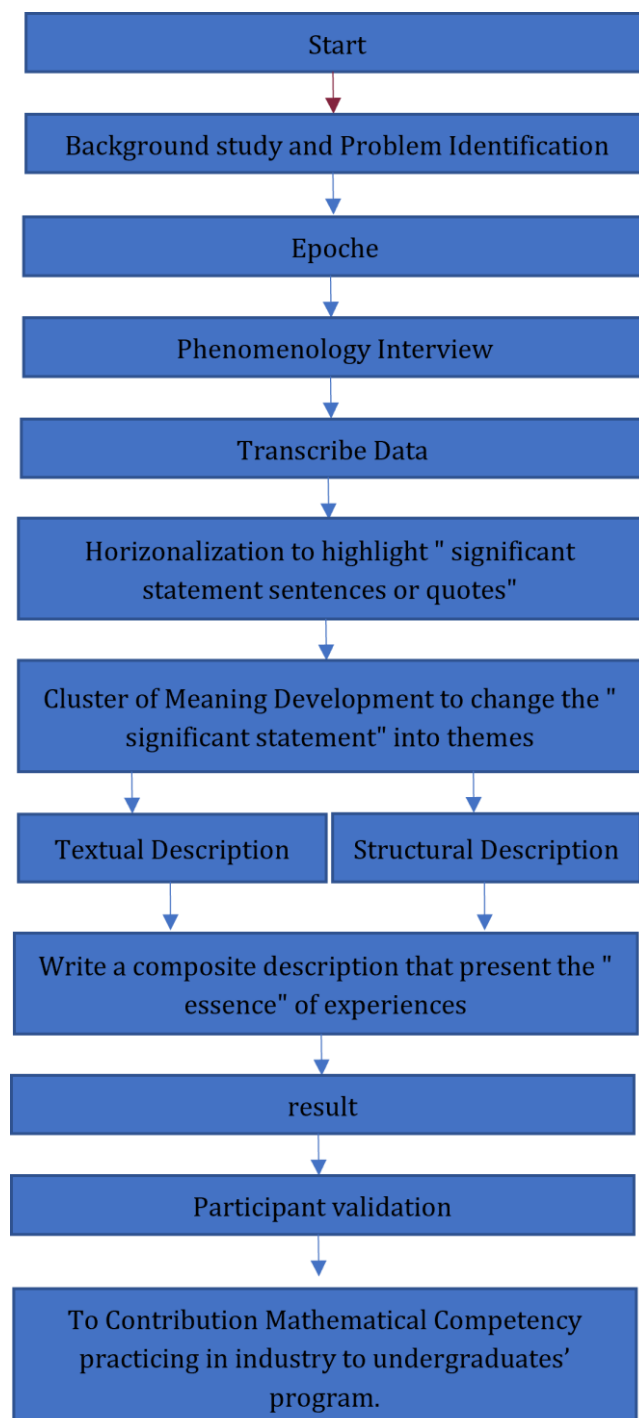 Start
Background study and Problem Identification
Epoche
Phenomenology Interview
Transcribe Data
Horizonalization to highlight " significant
statement sentences or quotes"
Cluster of Meaning Development to change the "
significant statement" into themes
Textual Description
Structural Description
Write a composite description that present the "
essence" of experiences
result
Participant validation
To Contribution Mathematical Competency
practicing in industry to undergraduates’
program.